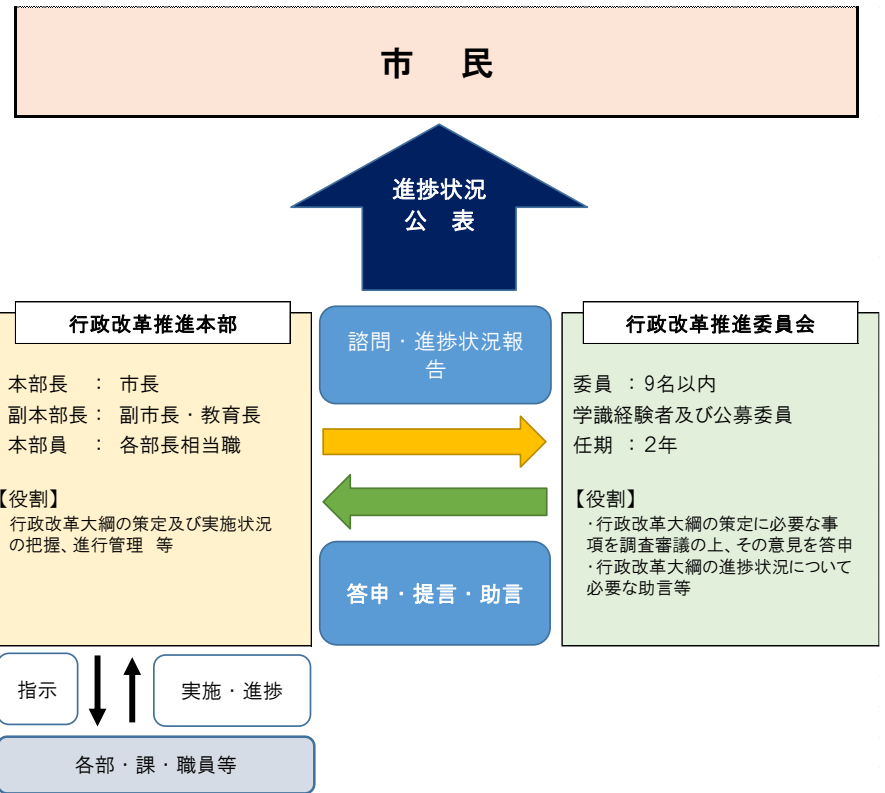 市　民
進捗状況
公　表
行政改革推進本部
本部長　：　市長
副本部長：　副市長・教育長
本部員　：　各部長相当職
【役割】
行政改革大綱の策定及び実施状況
の把握、進行管理　等
諮問・進捗状況報
告
答申・提言・助言
行政改革推進委員会
委員　：9名以内
学識経験者及び公募委員
任期　：2年
【役割】
・行政改革大綱の策定に必要な事
項を調査審議の上、その意見を答申
・行政改革大綱の進捗状況について
必要な助言等
指示
実施・進捗
各部・課・職員等